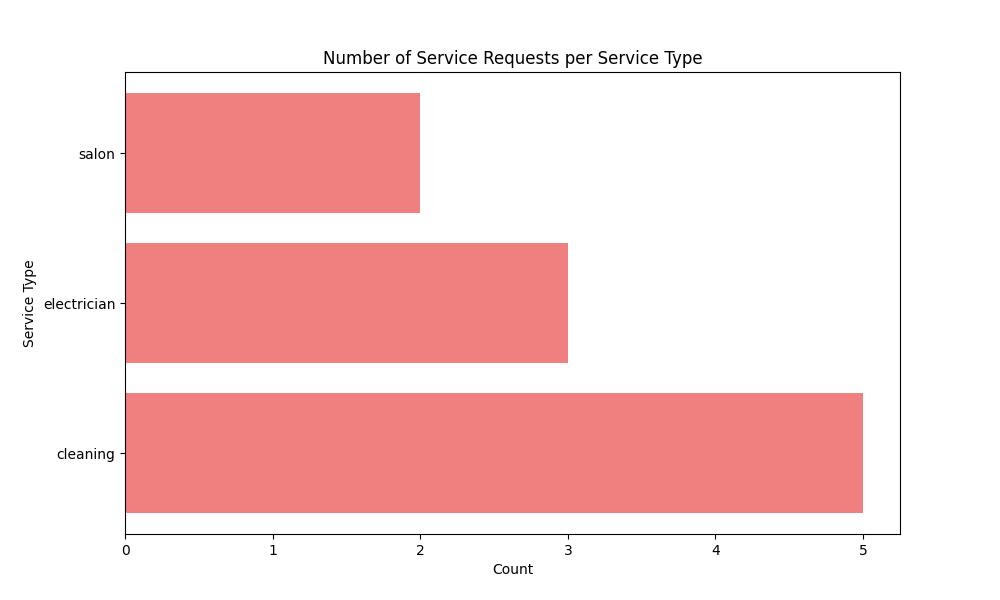 Number of Service Requests per Service Type
salon
electrician
cleaning
Service Type
0 1 2 3 4 5
Count